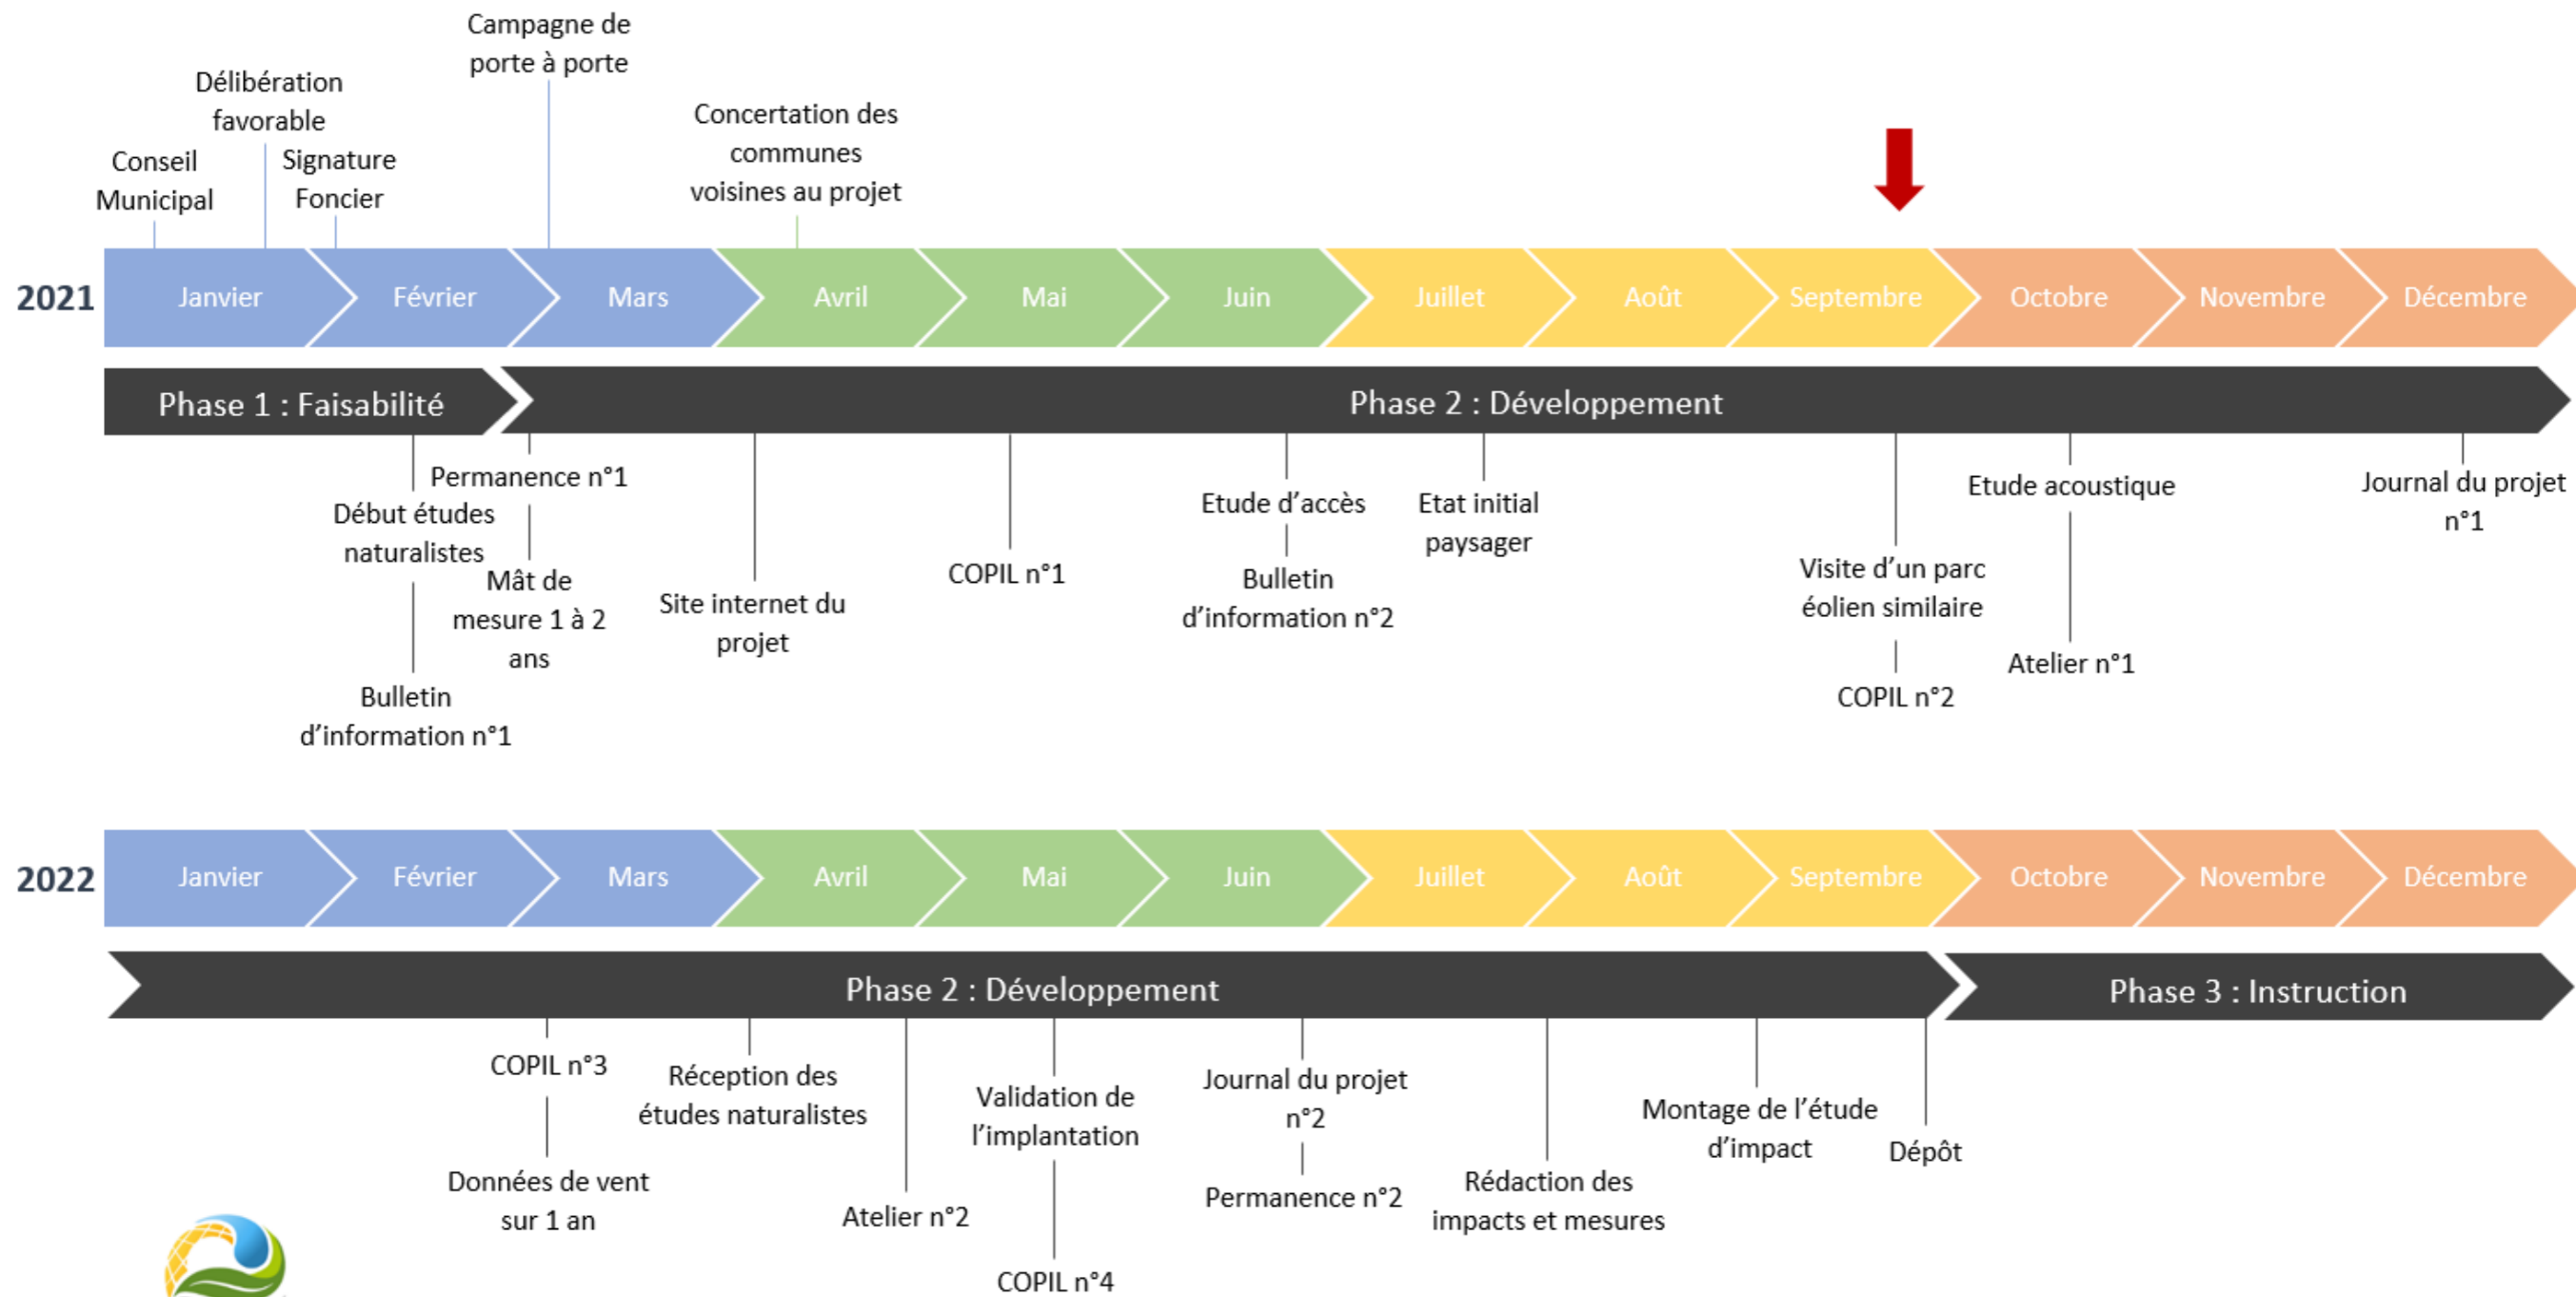 Campagne de
porte à porte
Délibération
favorable
Conseil
Municipal
Signature
Foncier
Concertation des
communes
voisines au projet
2021
Janvier
Février
Mars
Avril
Mai
Juin
Juillet
Août
Septembre
Octobre
Novembre
Décembre
Phase 1 : Faisabilité
Phase 2 : Développement
Début études
naturalistes
Bulletin
d’information n°1
Permanence n°1
Mât de
mesure 1 à 2
ans
Site internet du
projet
COPIL n°1
Etude d’accès
Bulletin
d’information n°2
Etat initial
paysager
Visite d’un parc
éolien similaire
COPIL n°2
Etude acoustique
Atelier n°1
Journal du projet
n°1
2022
Janvier
Février
Mars
Avril
Mai
Juin
Juillet
Août
Septembre
Octobre
Novembre
Décembre
Phase 2 : Développement
Phase 3 : Instruction
COPIL n°3
Données de vent
sur 1 an
Réception des
études naturalistes
Atelier n°2
Validation de
l’implantation
COPIL n°4
Journal du projet
n°2
Permanence n°2
Rédaction des
impacts et mesures
Montage de l’étude
d’impact
Dépôt